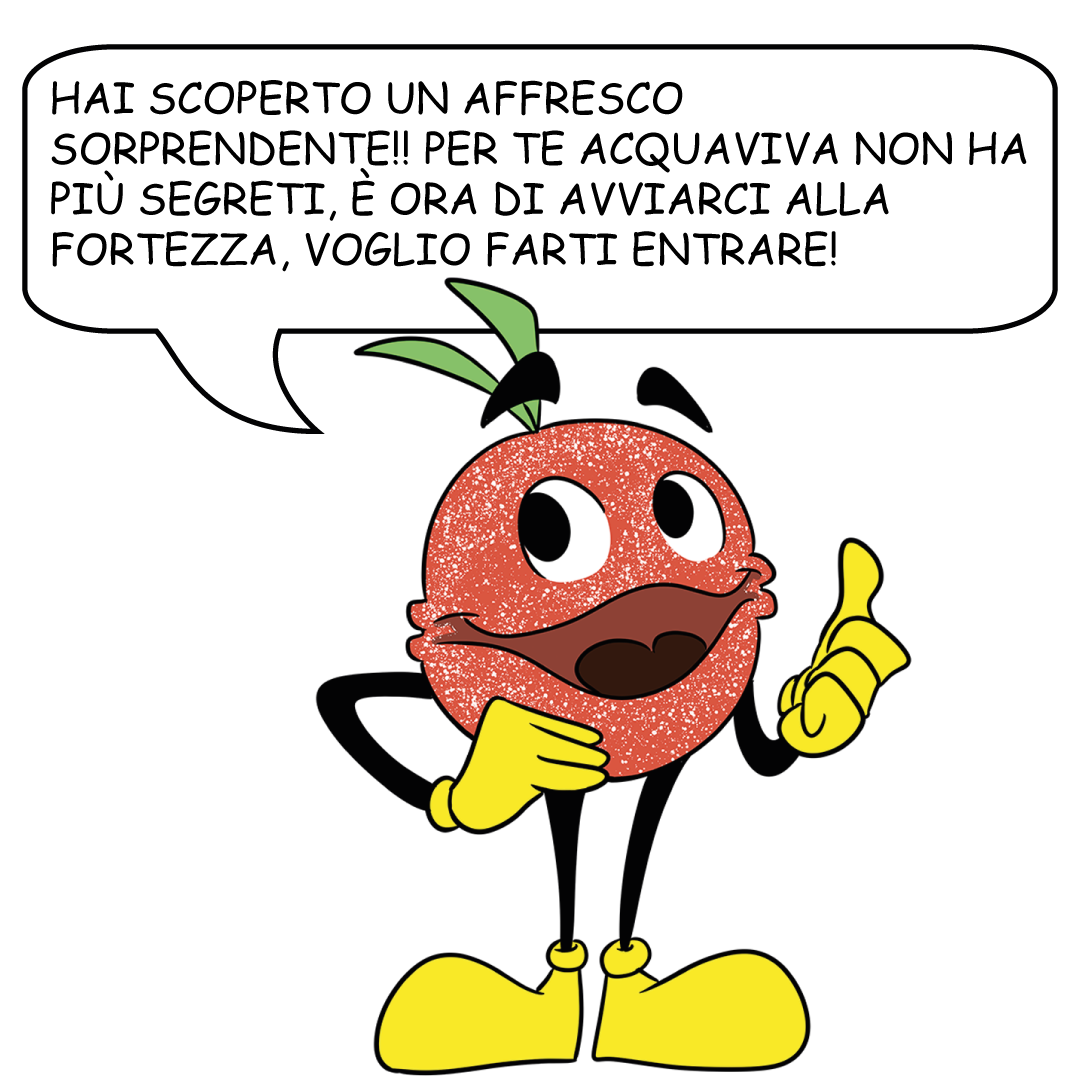 HAI SCOPERTO UN AFFRESCO
SORPRENDENTE!! PER TE ACQUAVIVA NON HA
PIÙ SEGRETI, È ORA DI AVVIARCI ALLA
FORTEZZA, VOGLIO FARTI ENTRARE!